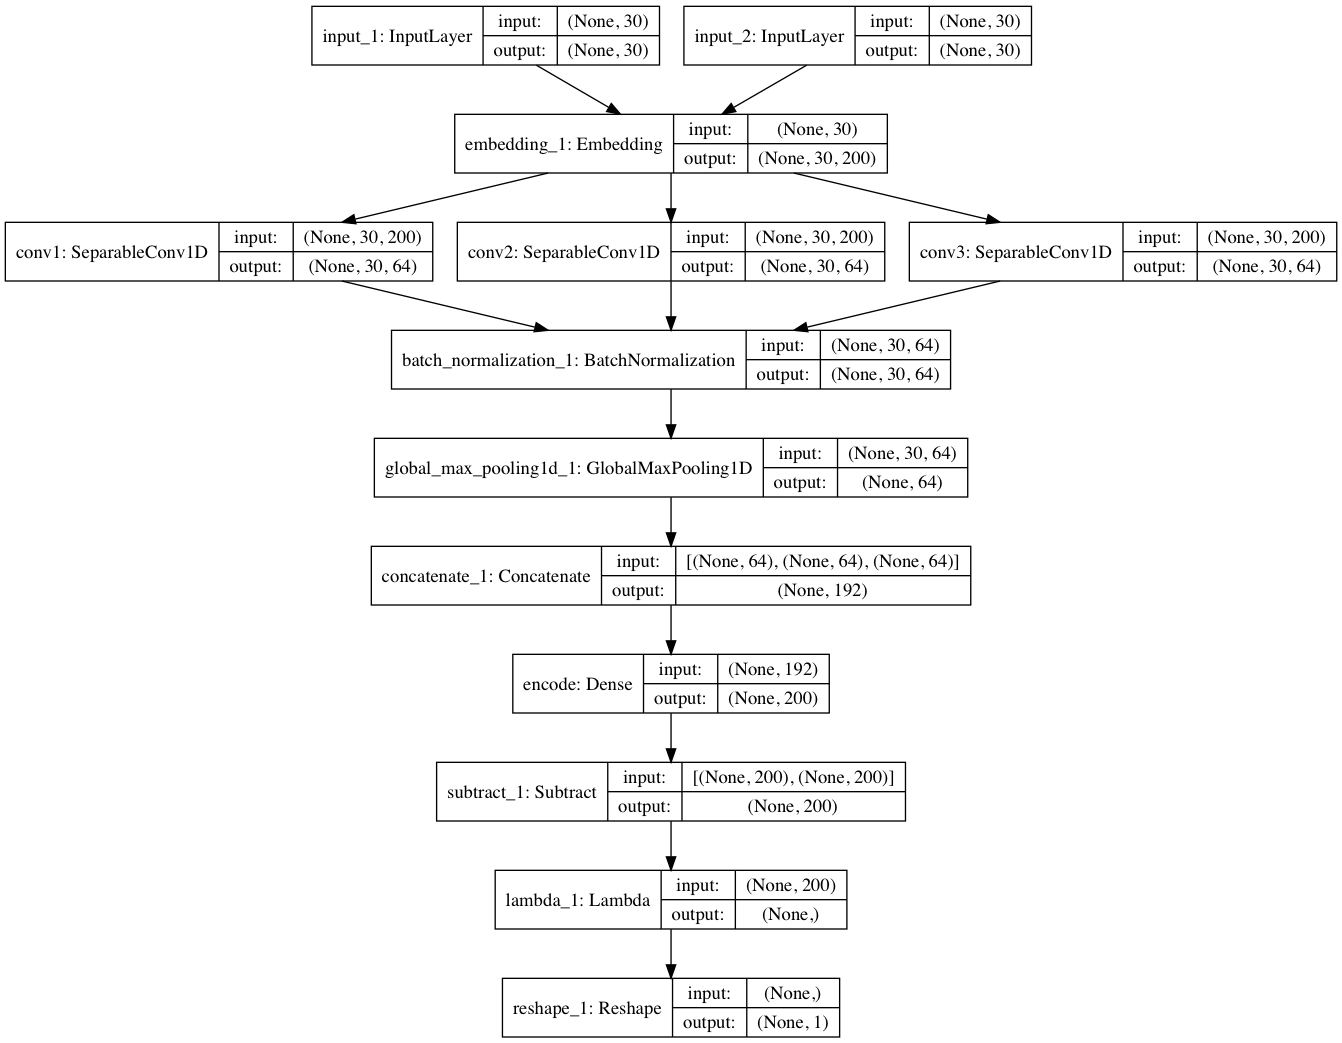 input_1: InputLayer
input: (None, 30)
output: (None, 30)
input_2: InputLayer
input: (None, 30)
output: (None, 30)
embedding_1: Embedding
input: (None, 30)
output: (None, 30, 200)
conv1: SeparableConv1D
input: (None, 30, 200)
output: (None, 30, 64)
conv2: SeparableConv1D
input: (None, 30, 200)
output: (None, 30, 64)
conv3: SeparableConv1D
input: (None, 30, 200)
output: (None, 30, 64)
batch_normalization_1: BatchNormalization
input: (None, 30, 64)
output: (None, 30, 64)
global_max_pooling1d_1: GlobalMaxPooling1D
input: (None, 30, 64)
output: (None, 64)
concatenate_1: Concatenate
input: [(None, 64), (None, 64), (None, 64)]
output: (None, 192)
encode: Dense
input: (None, 192)
output: (None, 200)
subtract_1: Subtract
input: [(None, 200), (None, 200)]
output: (None, 200)
lambda_1: Lambda
input: (None, 200)
output: (None,)
reshape_1: Reshape
input: (None,)
output: (None, 1)